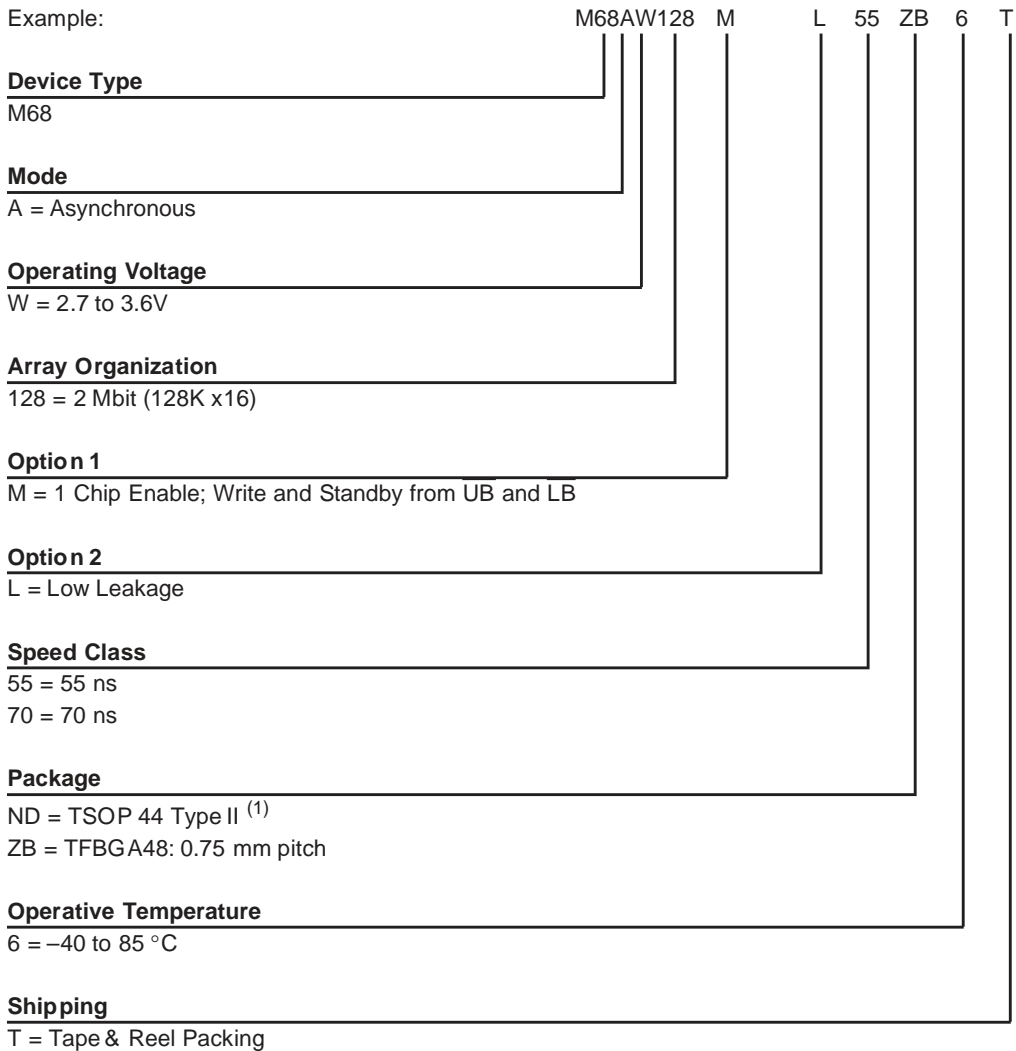 Example: M68AW128 M L 55 ZB 6 T
Device Type
M68
Mode
A = Asynchronous
Operating Voltage
W = 2.7 to 3.6V
Array Organization
128 = 2 Mbit (128K x16)
Option 1
M = 1 Chip Enable; Write and Standby from U̅B̅ and L̅B̅
Option 2
L = Low Leakage
Speed Class
55 = 55 ns
70 = 70 ns
Package
ND = TSOP 44 Type II (1)
ZB = TFBGA48: 0.75 mm pitch
Operative Temperature
6 = –40 to 85 °C
Shipping
T = Tape & Reel Packing